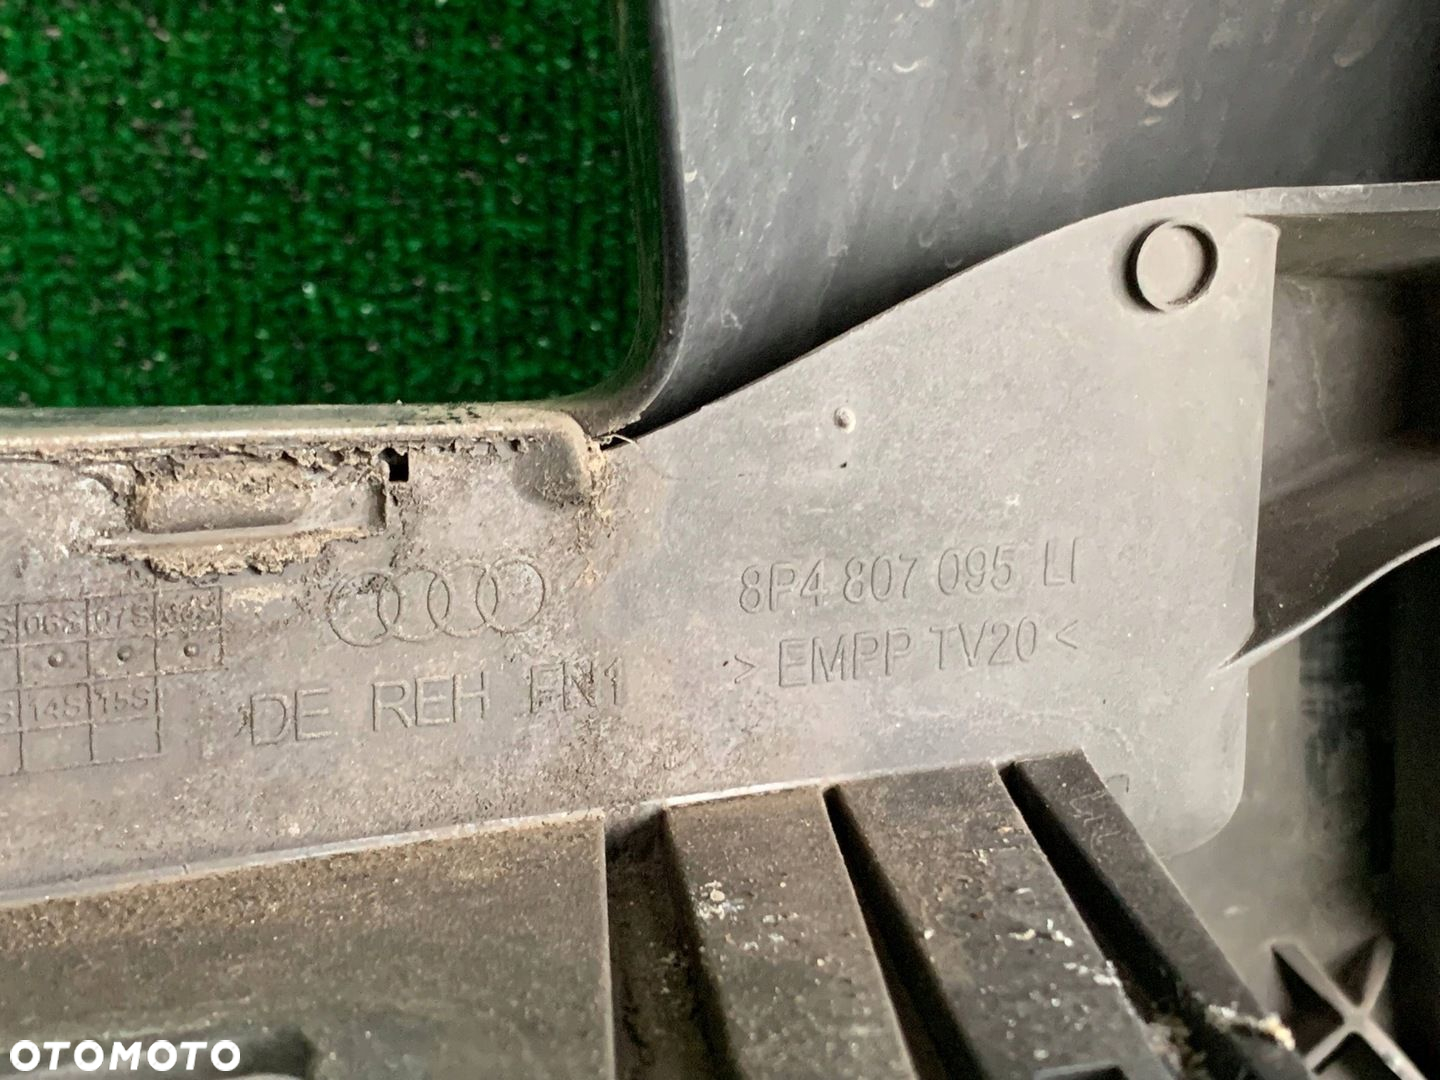 8P4 807 095 LI
> EMPP TV20 <
06S 07S
14S 15S
DE REH FN1
OTOMOTO